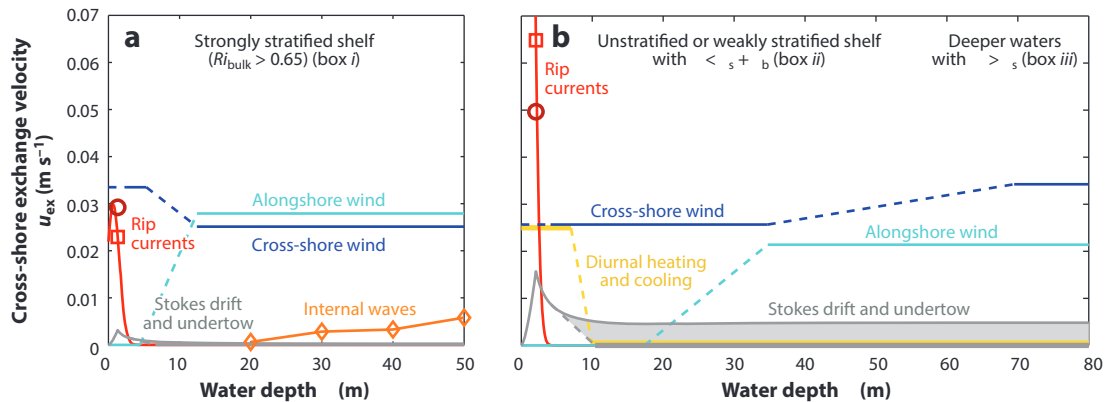 Cross-shore exchange velocity
u_ex (m s⁻¹)
0.07
0.06
0.05
0.04
0.03
0.02
0.01
0
a
Strongly stratified shelf
(Ri_bulk > 0.65) (box i)
Rip
currents
Alongshore wind
Cross-shore wind
Stokes drift
and undertow
Internal waves
0
10
20
30
40
50
Water depth (m)
b
Unstratified or weakly stratified shelf
with < s + b (box ii)
Deeper waters
with > s (box iii)
Rip
currents
Cross-shore wind
Alongshore wind
Diurnal heating
and cooling
Stokes drift and undertow
0
10
20
30
40
50
60
70
80
Water depth (m)